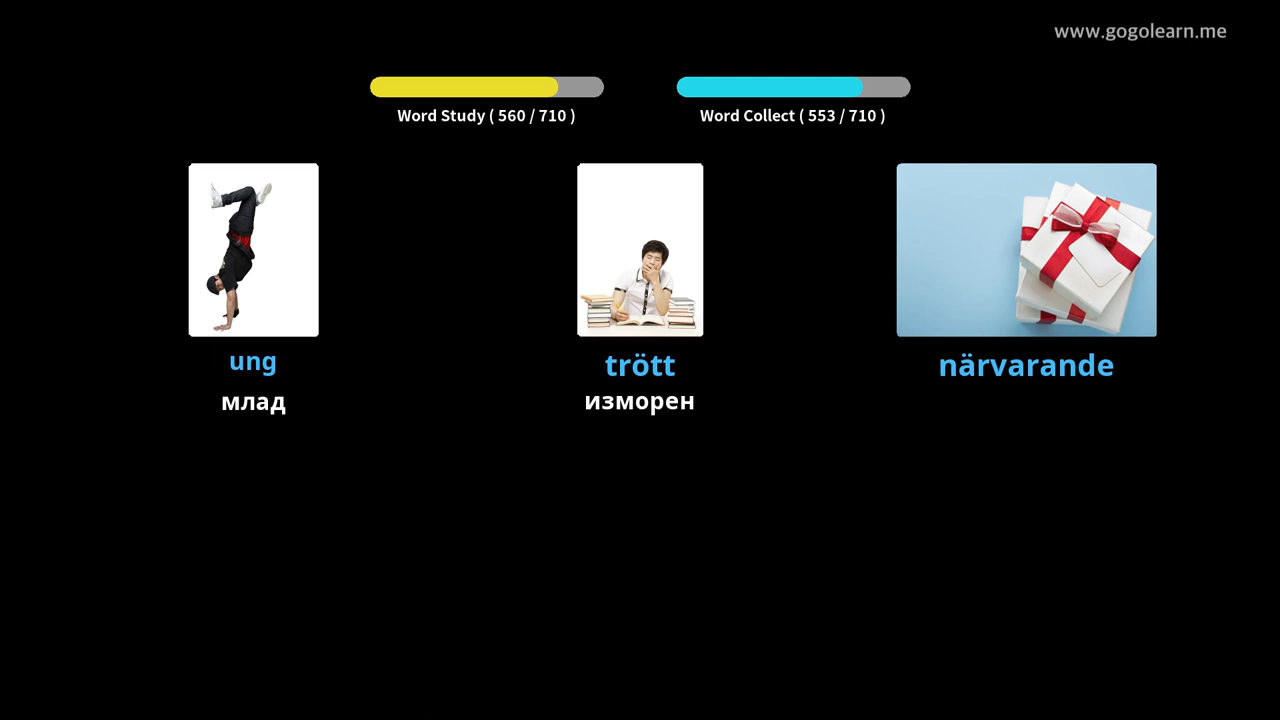 www.gogolearn.me
Word Study ( 560 / 710 )
Word Collect ( 553 / 710 )
ung
млад
trött
изморен
närvarande